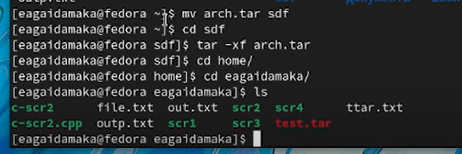 [eagaidamaka@fedora ~]$ mv arch.tar sdf
[eagaidamaka@fedora ~]$ cd sdf
[eagaidamaka@fedora sdf]$ tar -xf arch.tar
[eagaidamaka@fedora sdf]$ cd home/
[eagaidamaka@fedora home]$ cd eagaidamaka/
[eagaidamaka@fedora eagaidamaka]$ ls
c-scr2 file.txt out.txt scr2 scr4 ttar.txt
c-scr2.cpp outp.txt scr1 scr3 test.tar
[eagaidamaka@fedora eagaidamaka]$